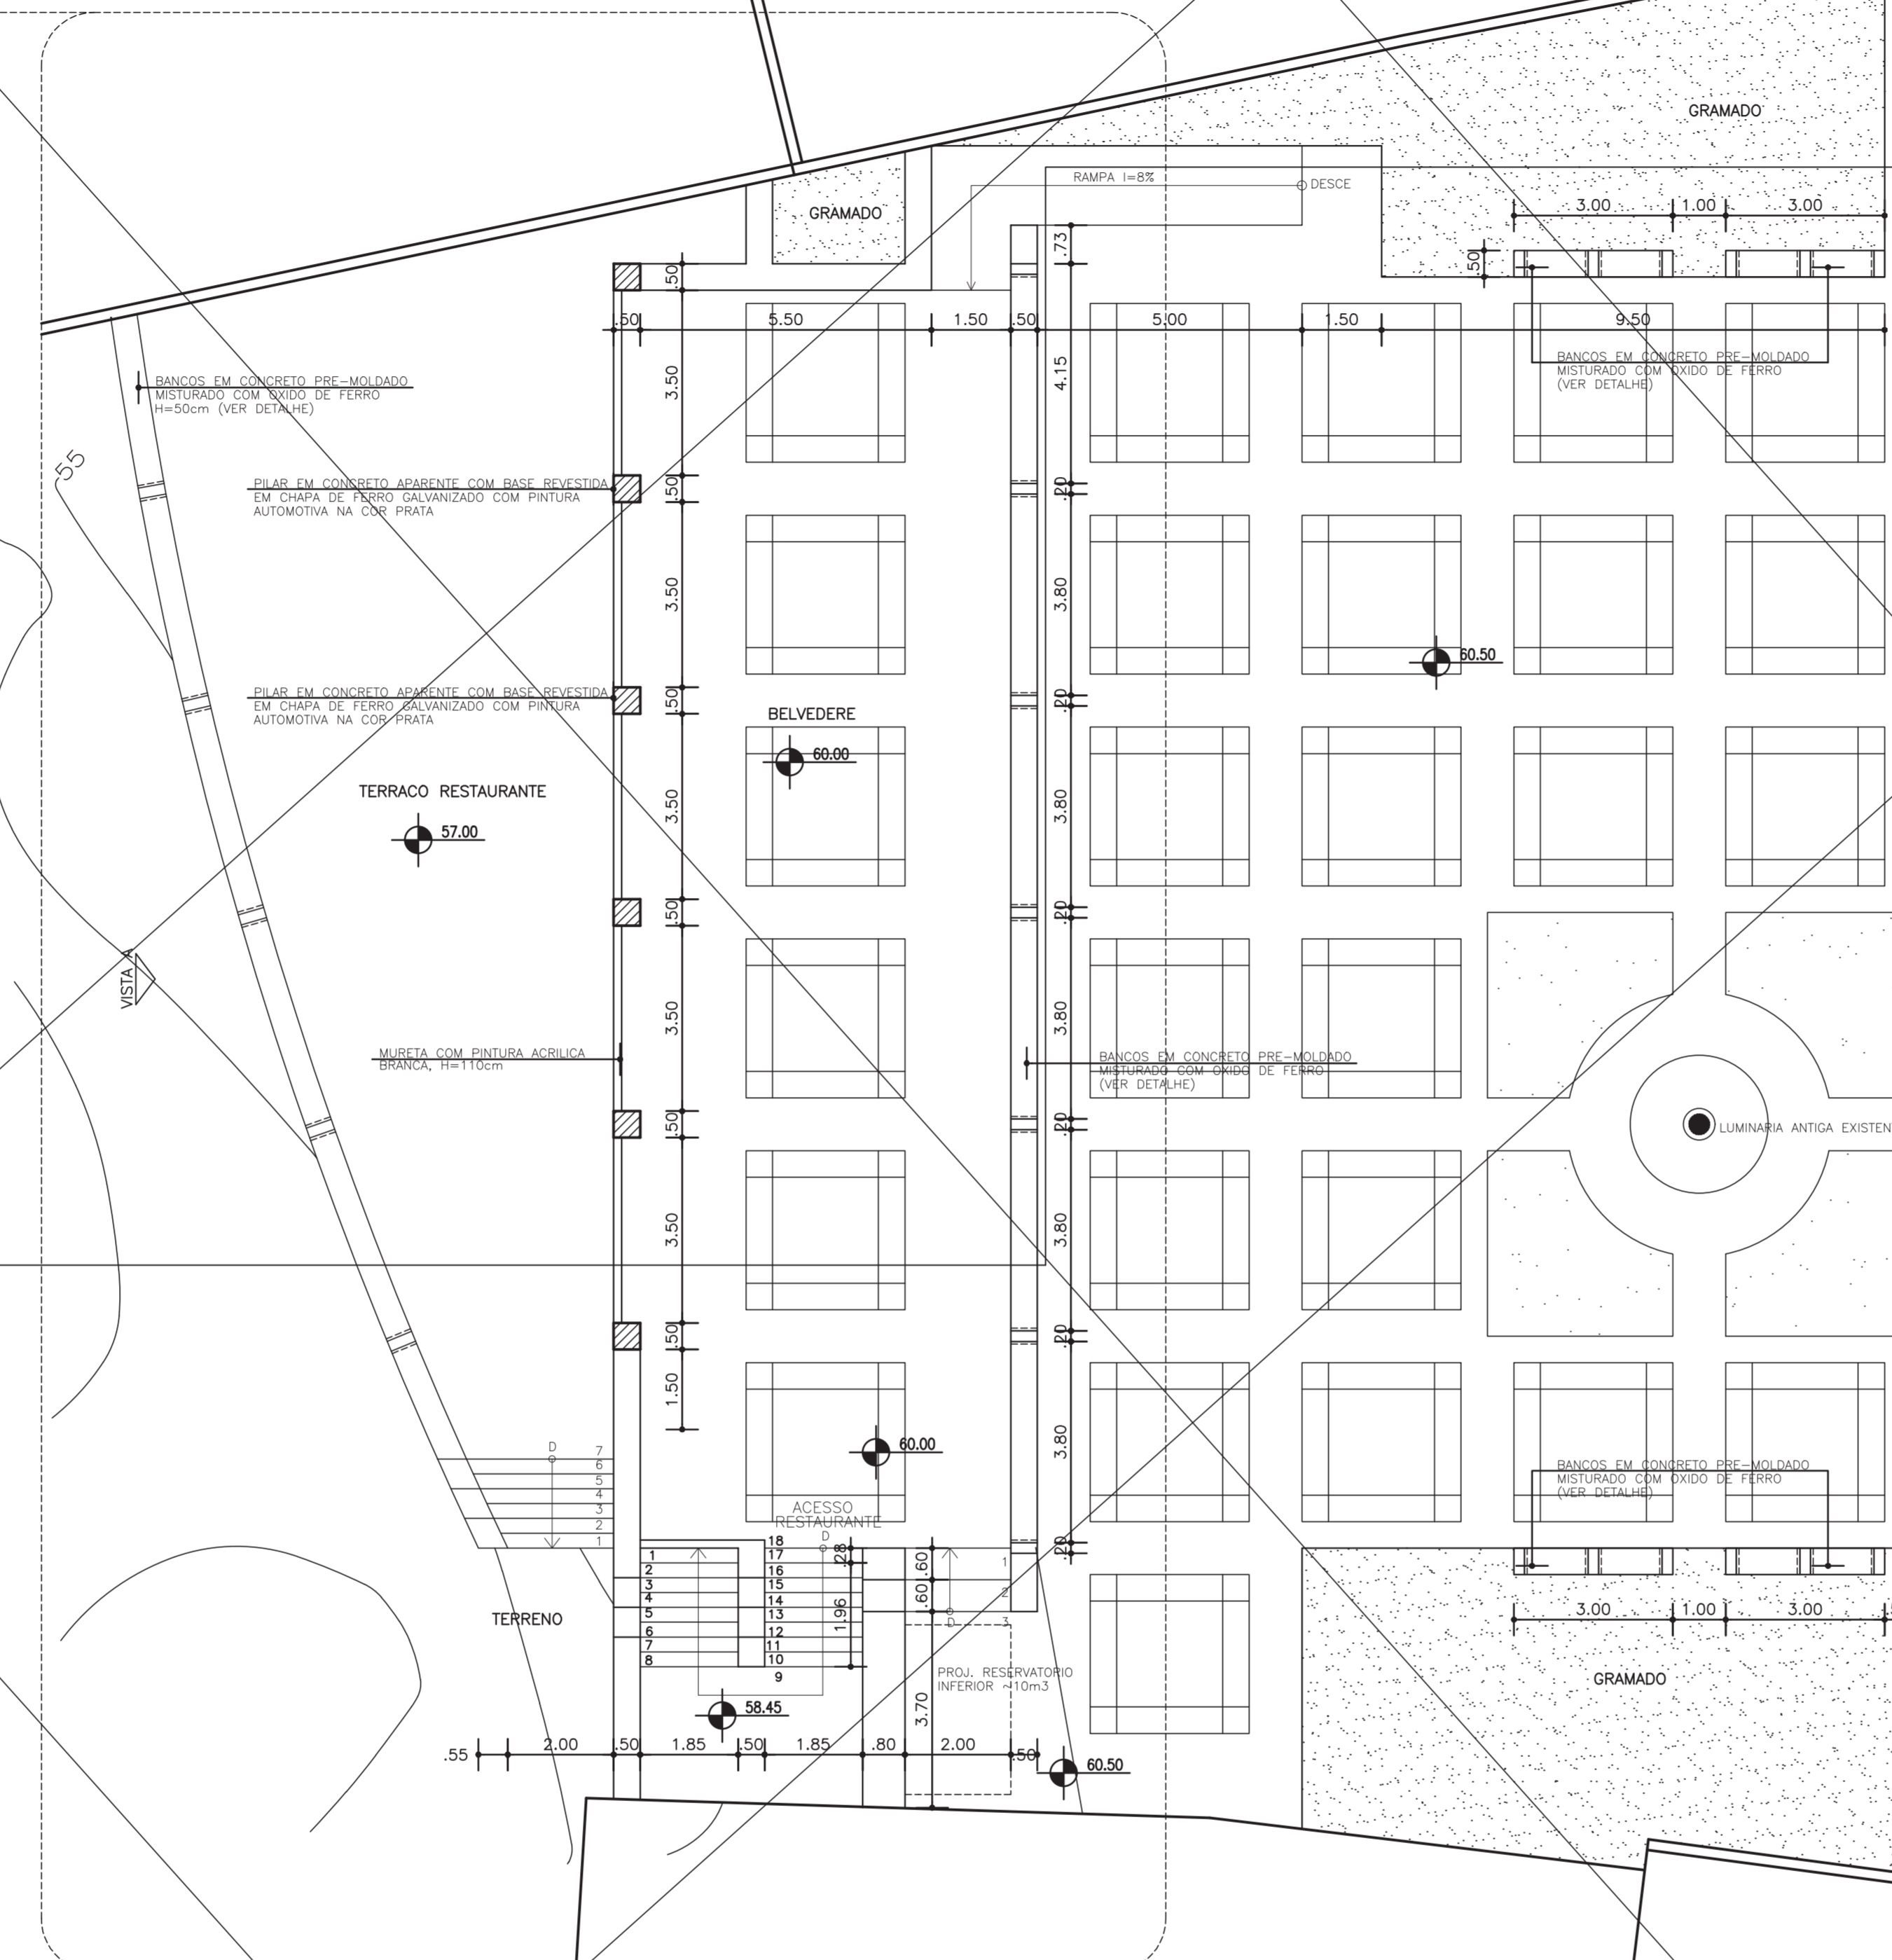 GRAMADO
RAMPA I=8%
DESCE
GRAMADO
3.00
1.00
3.00
.73
.50
.50
.50
5.50
1.50
.50
5.00
1.50
9.50
BANCOS EM CONCRETO PRE-MOLDADO
MISTURADO COM OXIDO DE FERRO
(VER DETALHE)
3.50
4.15
BANCOS EM CONCRETO PRE-MOLDADO
MISTURADO COM OXIDO DE FERRO
H=50cm (VER DETALHE)
55
PILAR EM CONCRETO APARENTE COM BASE REVESTIDA
EM CHAPA DE FERRO GALVANIZADO COM PINTURA
AUTOMOTIVA NA COR PRATA
.50
.20
3.50
3.80
60.50
PILAR EM CONCRETO APARENTE COM BASE REVESTIDA
EM CHAPA DE FERRO GALVANIZADO COM PINTURA
AUTOMOTIVA NA COR PRATA
.50
.20
BELVEDERE
60.00
TERRACO RESTAURANTE
57.00
3.50
3.80
.50
.20
VISTA A
3.50
3.80
MURETA COM PINTURA ACRILICA
BRANCA, H=110cm
BANCOS EM CONCRETO PRE-MOLDADO
MISTURADO COM OXIDO DE FERRO
(VER DETALHE)
.50
.20
LUMINARIA ANTIGA EXISTEN
3.50
3.80
.50
.20
1.50
3.80
60.00
BANCOS EM CONCRETO PRE-MOLDADO
MISTURADO COM OXIDO DE FERRO
(VER DETALHE)
D
7
6
5
4
3
2
1
ACESSO
RESTAURANTE
D
18
17
16
15
14
13
12
11
10
9
1
2
3
4
5
6
7
8
.28
1.96
.60
.60
3.70
.20
1
2
3
D
TERRENO
PROJ. RESERVATORIO
INFERIOR ~10m3
58.45
3.00
1.00
3.00
GRAMADO
.55
2.00
.50
1.85
.50
1.85
.80
2.00
.50
60.50